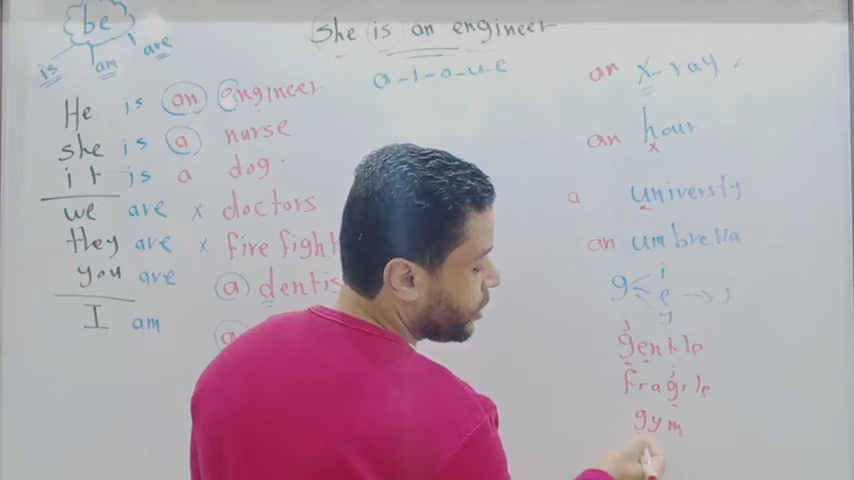 be
is am are
She is an engineer
a-i-o-u-e
He is an engineer
she is a nurse
it is a dog
we are x doctors
they are x fire fight
you are a dentis
I am
an x-ray
an hour
x
a universty
an umbrella
g i
e → j
y
j
gentle
j
fragile
gym